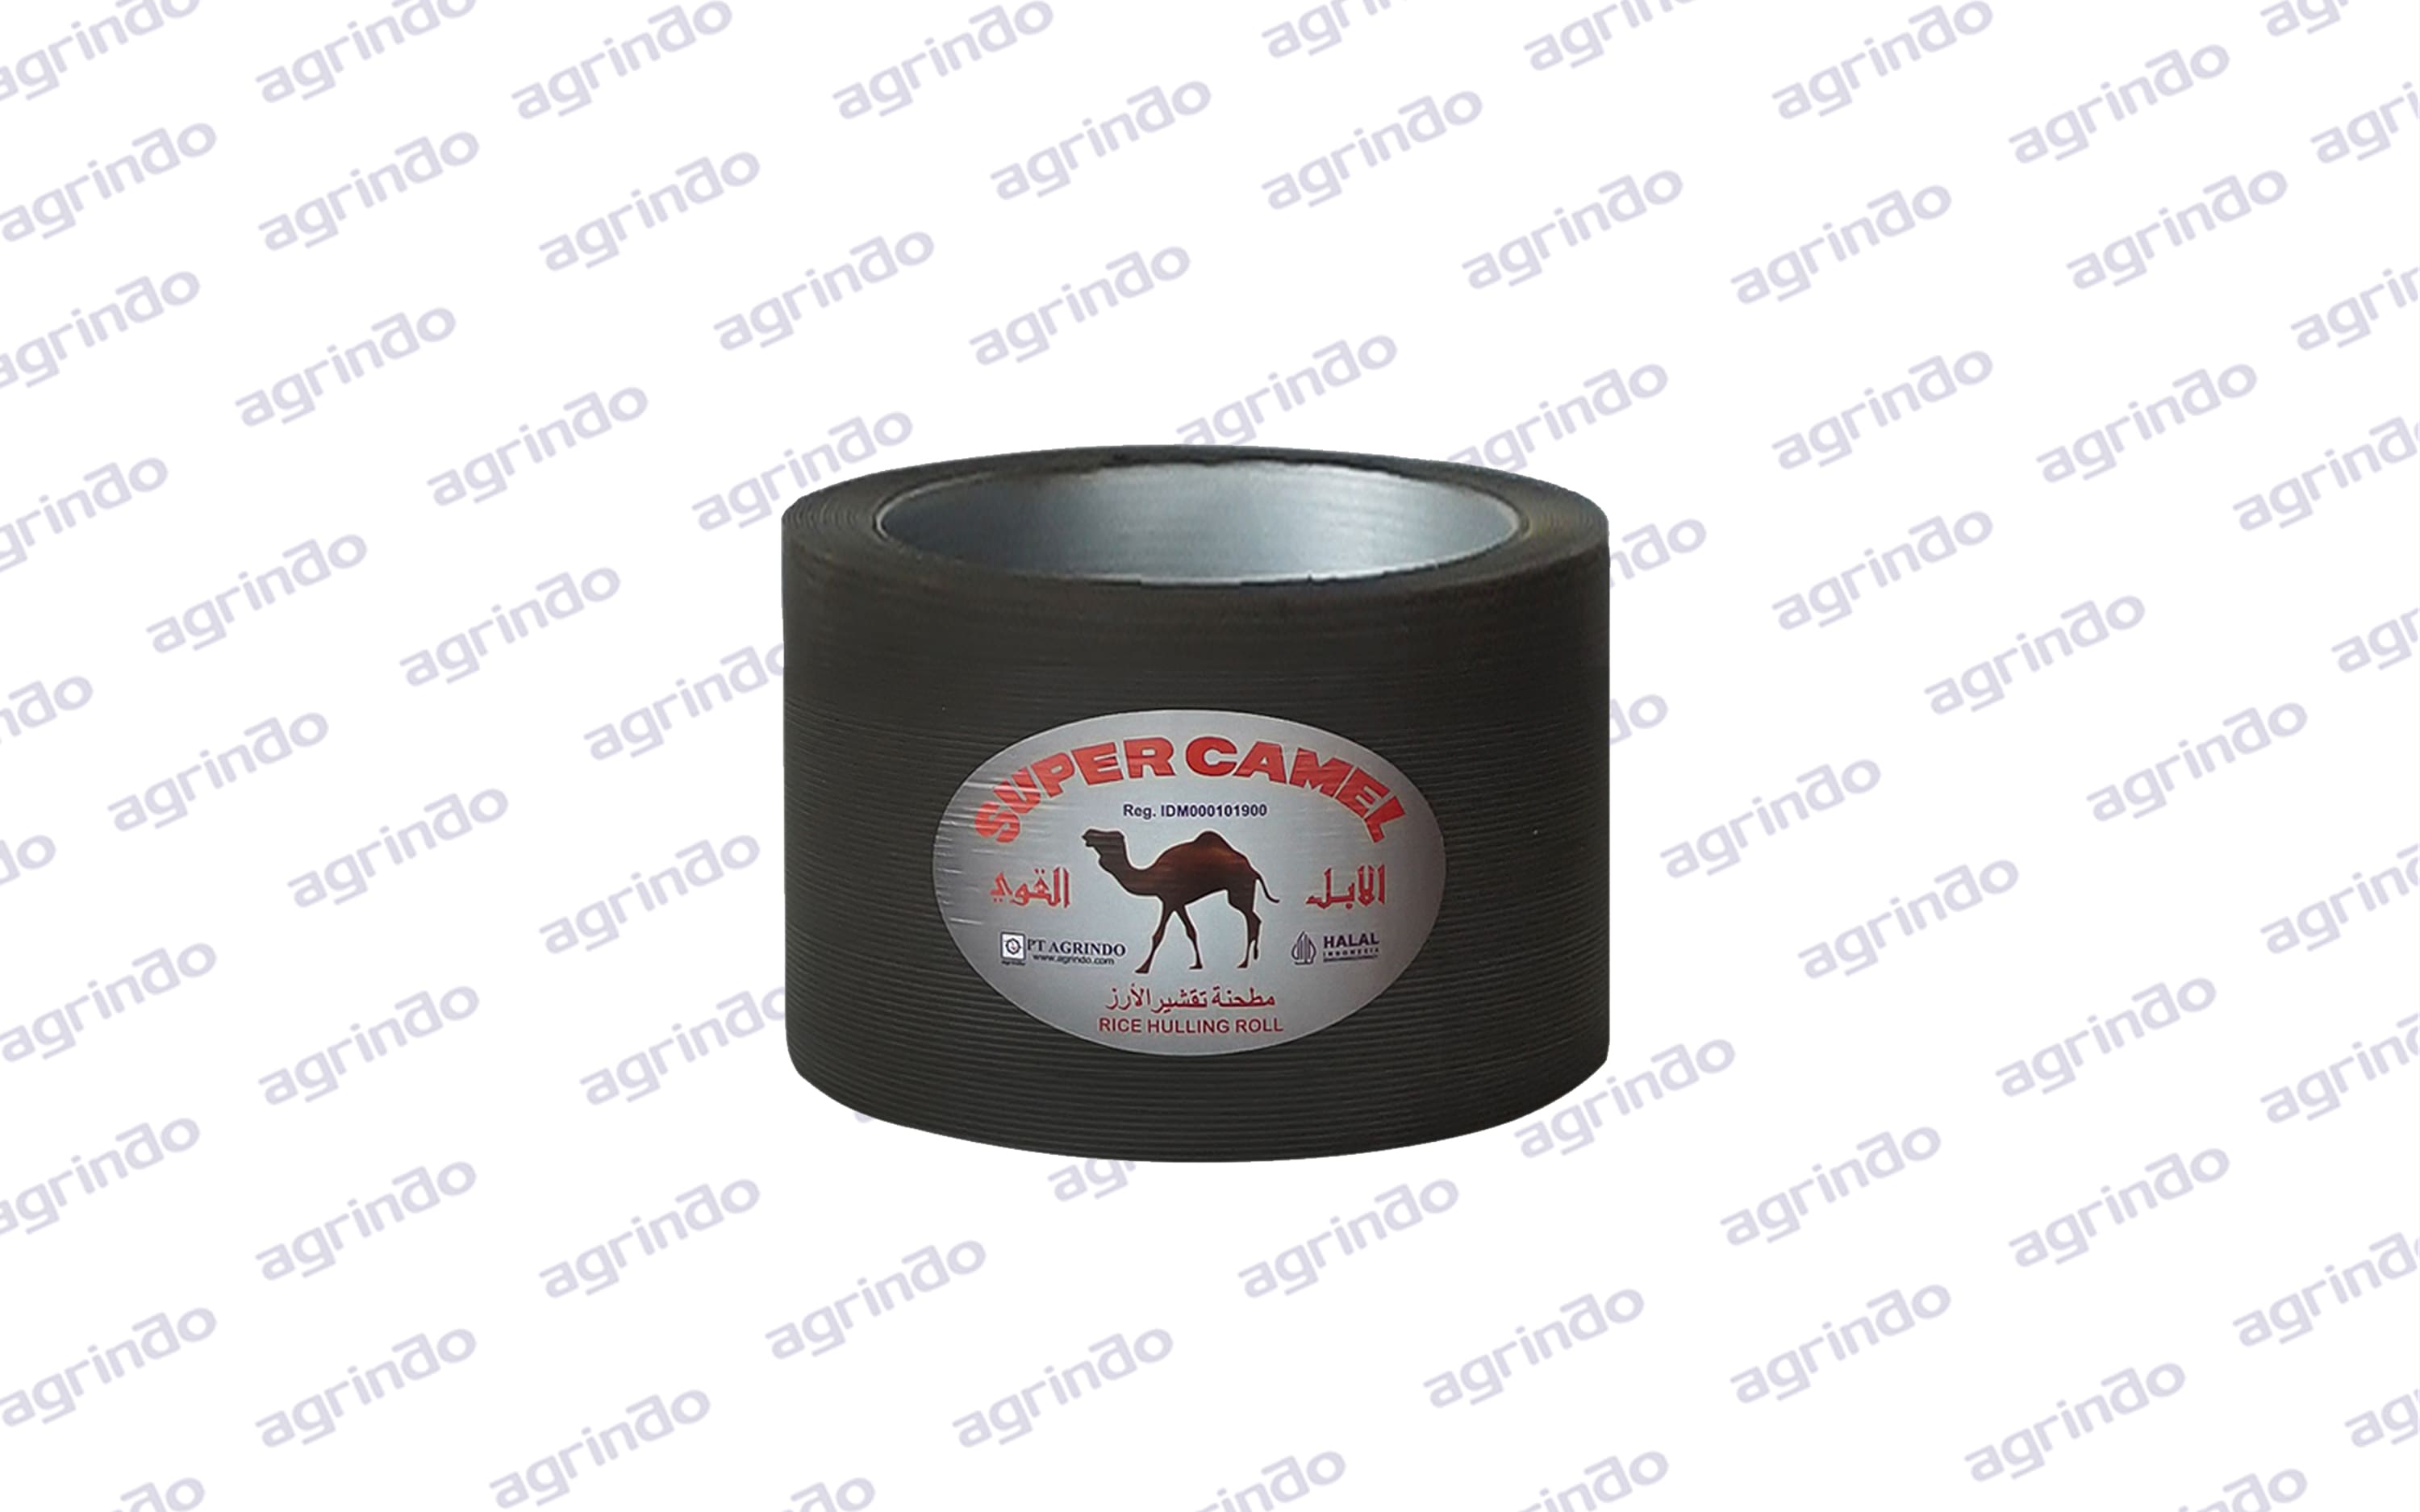 SUPER CAMEL
Reg. IDM000101900
القوي الابل
PT AGRINDO
www.agrindo.com
HALAL
INDONESIA
مطحنة تقشير الأرز
RICE HULLING ROLL
agrindo